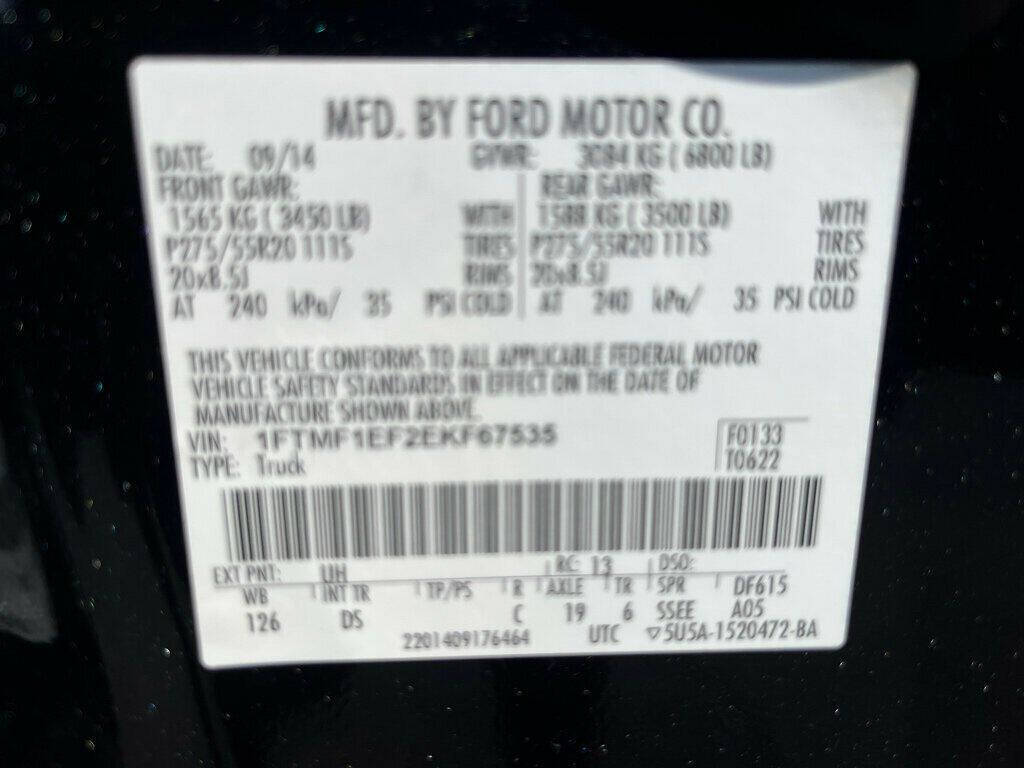 MFD. BY FORD MOTOR CO.
DATE: 09/14 GVWR: 3084 KG ( 6800 LB)
FRONT GAWR: REAR GAWR:
1565 KG ( 3450 LB) WITH 1588 KG ( 3500 LB) WITH
P275/55R20 111S TIRES P275/55R20 111S TIRES
20x8.5J RIMS 20x8.5J RIMS
AT 240 kPa/ 35 PSI COLD AT 240 kPa/ 35 PSI COLD
THIS VEHICLE CONFORMS TO ALL APPLICABLE FEDERAL MOTOR
VEHICLE SAFETY STANDARDS IN EFFECT ON THE DATE OF
MANUFACTURE SHOWN ABOVE.
VIN: 1FTMF1EF2EKF67535 F0133
TYPE: Truck T0622
EXT PNT: UH RC: 13 DSO:
WB INT TR TP/PS R AXLE TR SPR DF615
126 DS C 19 6 SSEE A05
2201409176464 UTC ▽5U5A-1520472-BA